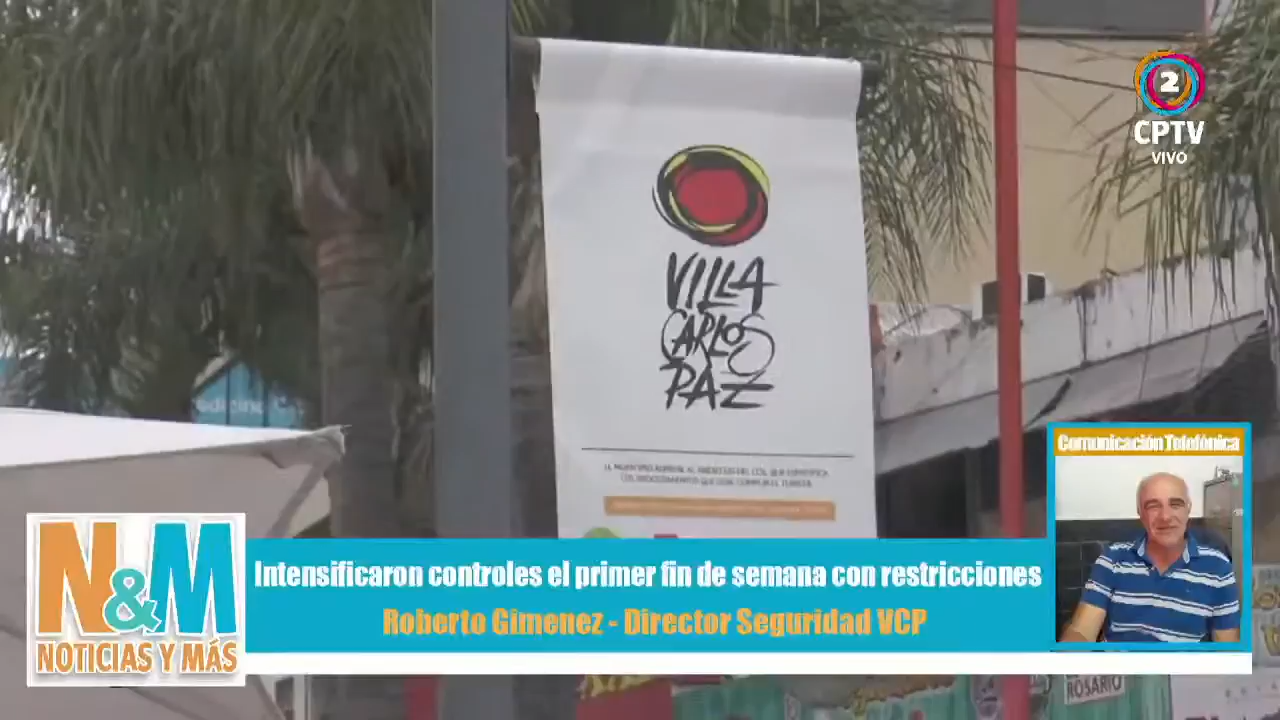 2
CPTV
VIVO
VILLA
CARLOS
PAZ
Comunicación Telefónica
N&M
NOTICIAS Y MÁS
Intensificaron controles el primer fin de semana con restricciones
Roberto Gimenez - Director Seguridad VCP
ROSARIO